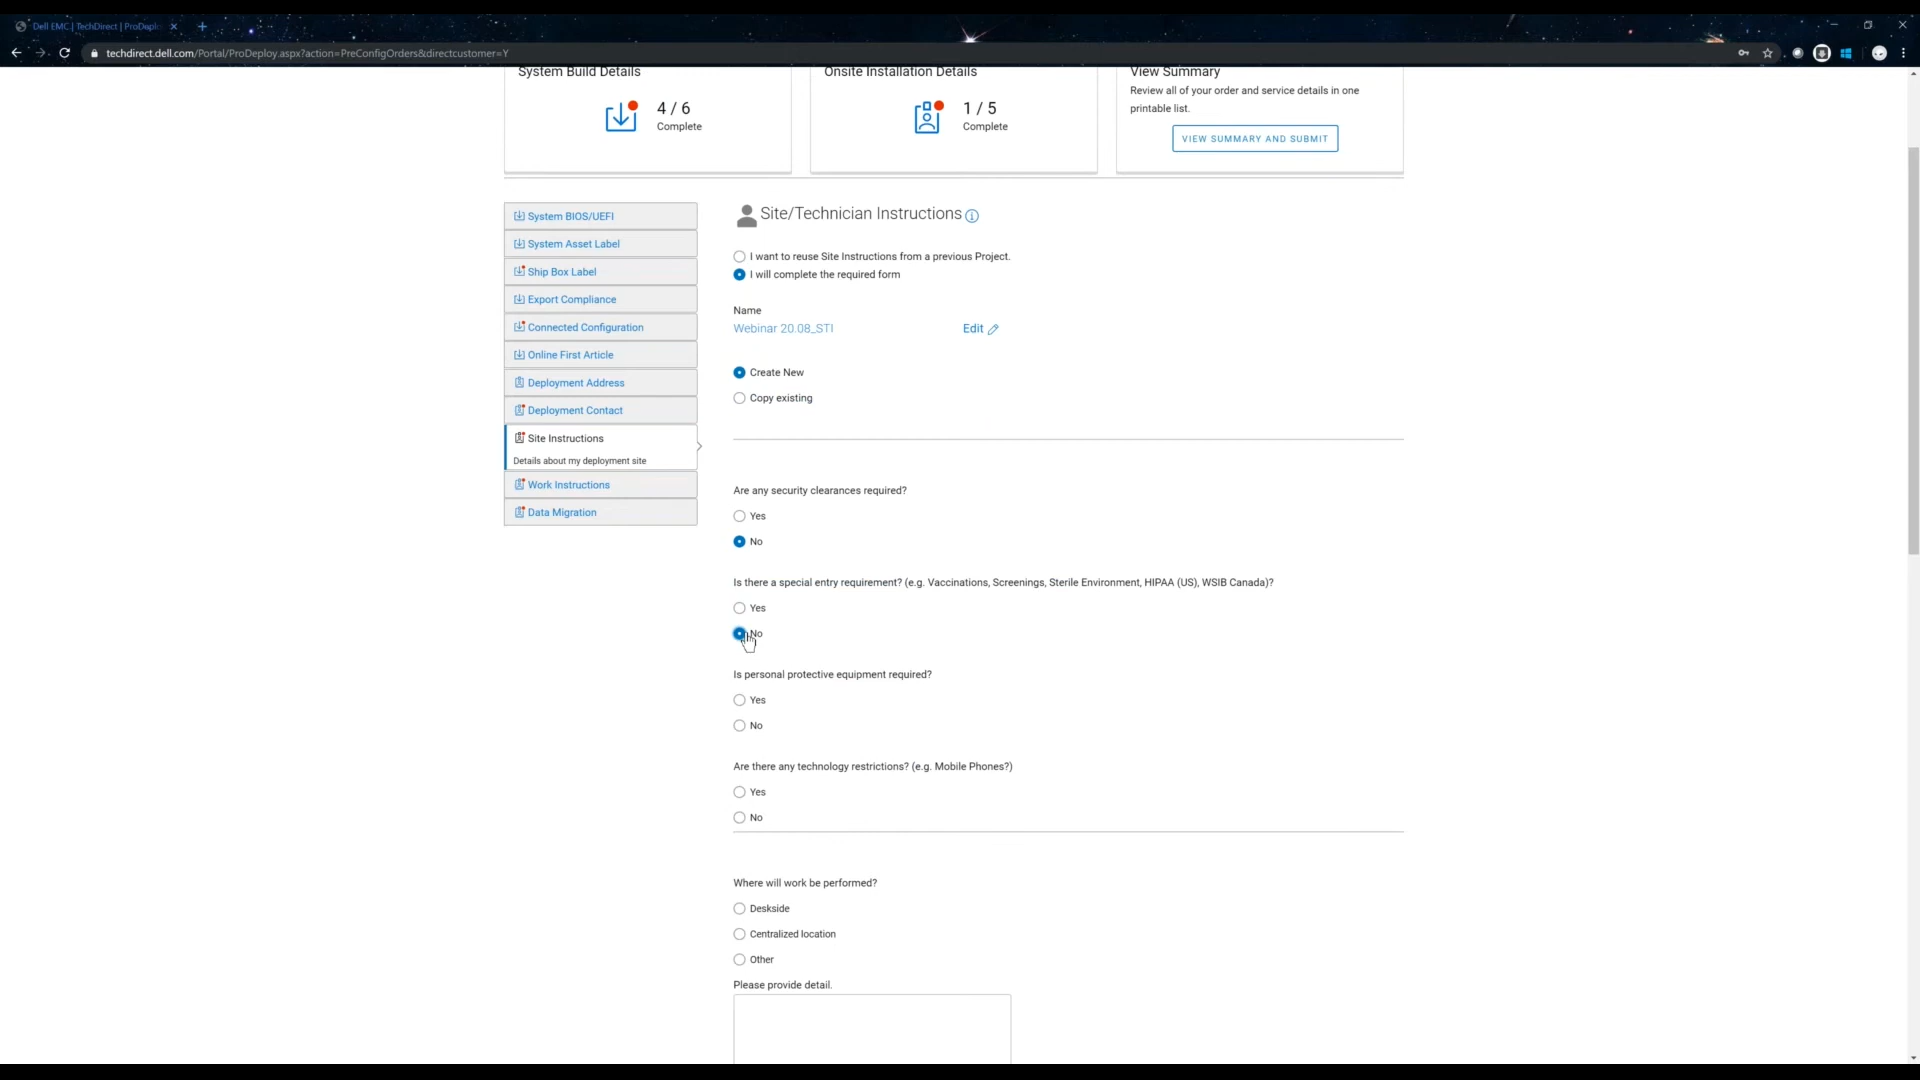 Dell EMC | TechDirect | ProDeplo
techdirect.dell.com/Portal/ProDeploy.aspx?action=PreConfigOrders&directcustomer=Y
System Build Details
4 / 6
Complete
Onsite Installation Details
1 / 5
Complete
View Summary
Review all of your order and service details in one
printable list.
VIEW SUMMARY AND SUBMIT
System BIOS/UEFI
System Asset Label
Ship Box Label
Export Compliance
Connected Configuration
Online First Article
Deployment Address
Deployment Contact
Site Instructions
Details about my deployment site
Work Instructions
Data Migration
Site/Technician Instructions
I want to reuse Site Instructions from a previous Project.
I will complete the required form
Name
Webinar 20.08_STI
Edit
Create New
Copy existing
Are any security clearances required?
Yes
No
Is there a special entry requirement? (e.g. Vaccinations, Screenings, Sterile Environment, HIPAA (US), WSIB Canada)?
Yes
No
Is personal protective equipment required?
Yes
No
Are there any technology restrictions? (e.g. Mobile Phones?)
Yes
No
Where will work be performed?
Deskside
Centralized location
Other
Please provide detail.